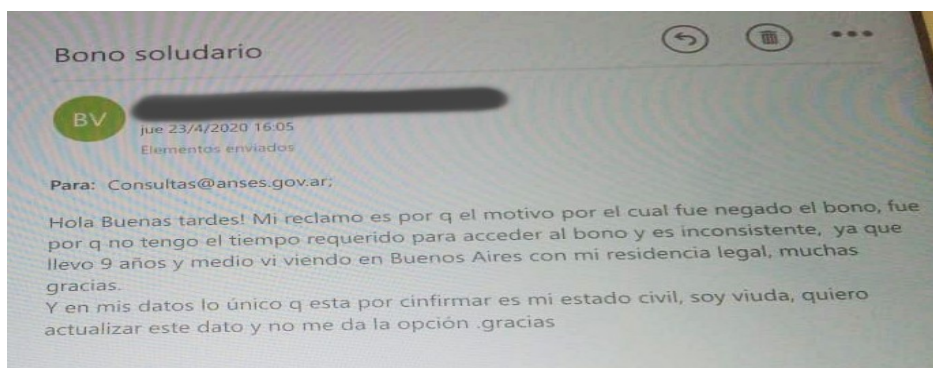 Bono soludario
BV
jue 23/4/2020 16:05
Elementos enviados
Para: Consultas@anses.gov.ar;
Hola Buenas tardes! Mi reclamo es por q el motivo por el cual fue negado el bono, fue
por q no tengo el tiempo requerido para acceder al bono y es inconsistente, ya que
llevo 9 años y medio vi viendo en Buenos Aires con mi residencia legal, muchas
gracias.
Y en mis datos lo único q esta por cinfirmar es mi estado civil, soy viuda, quiero
actualizar este dato y no me da la opción .gracias